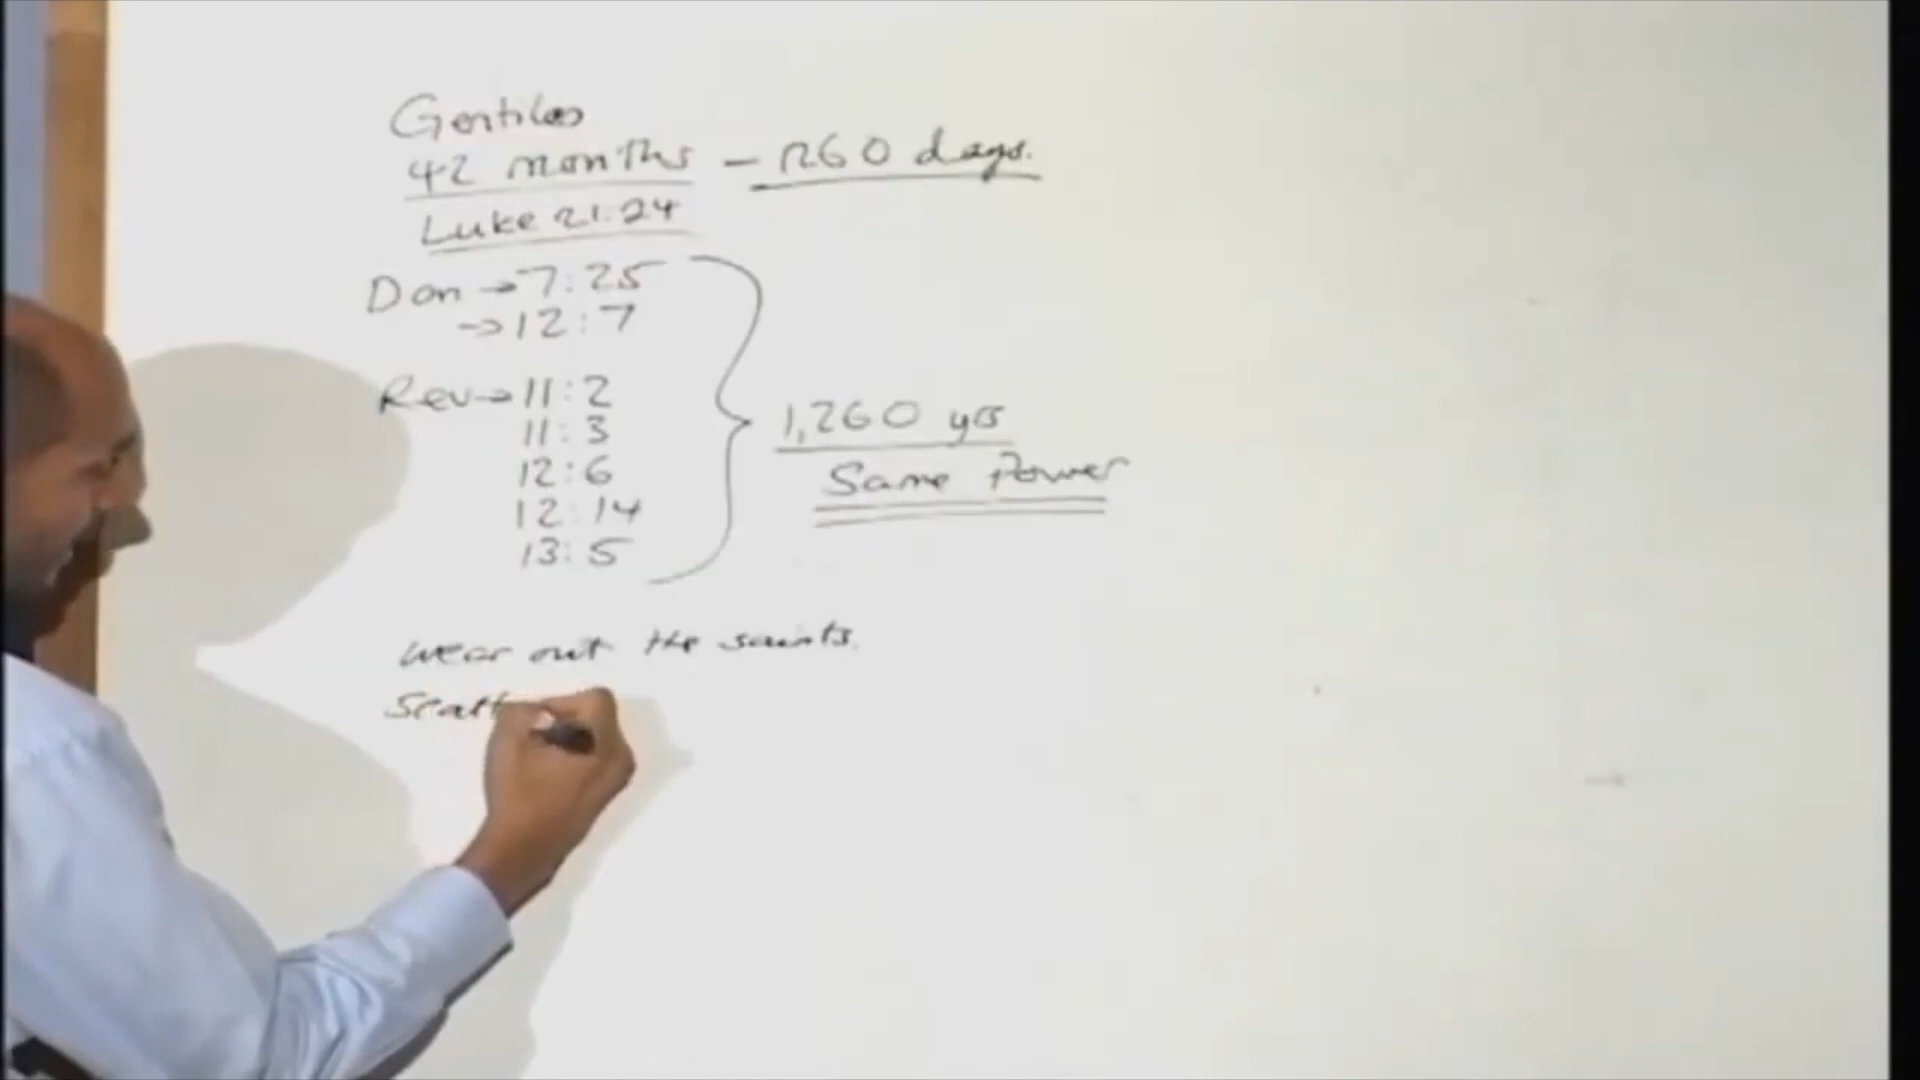 Gentiles
42 months – 1260 days.
Luke 21:24
Dan → 7:25
→ 12:7
Rev → 11:2
11:3
12:6
12:14
13:5
1,260 yrs
Same Power
wear out the saints.
Scatt